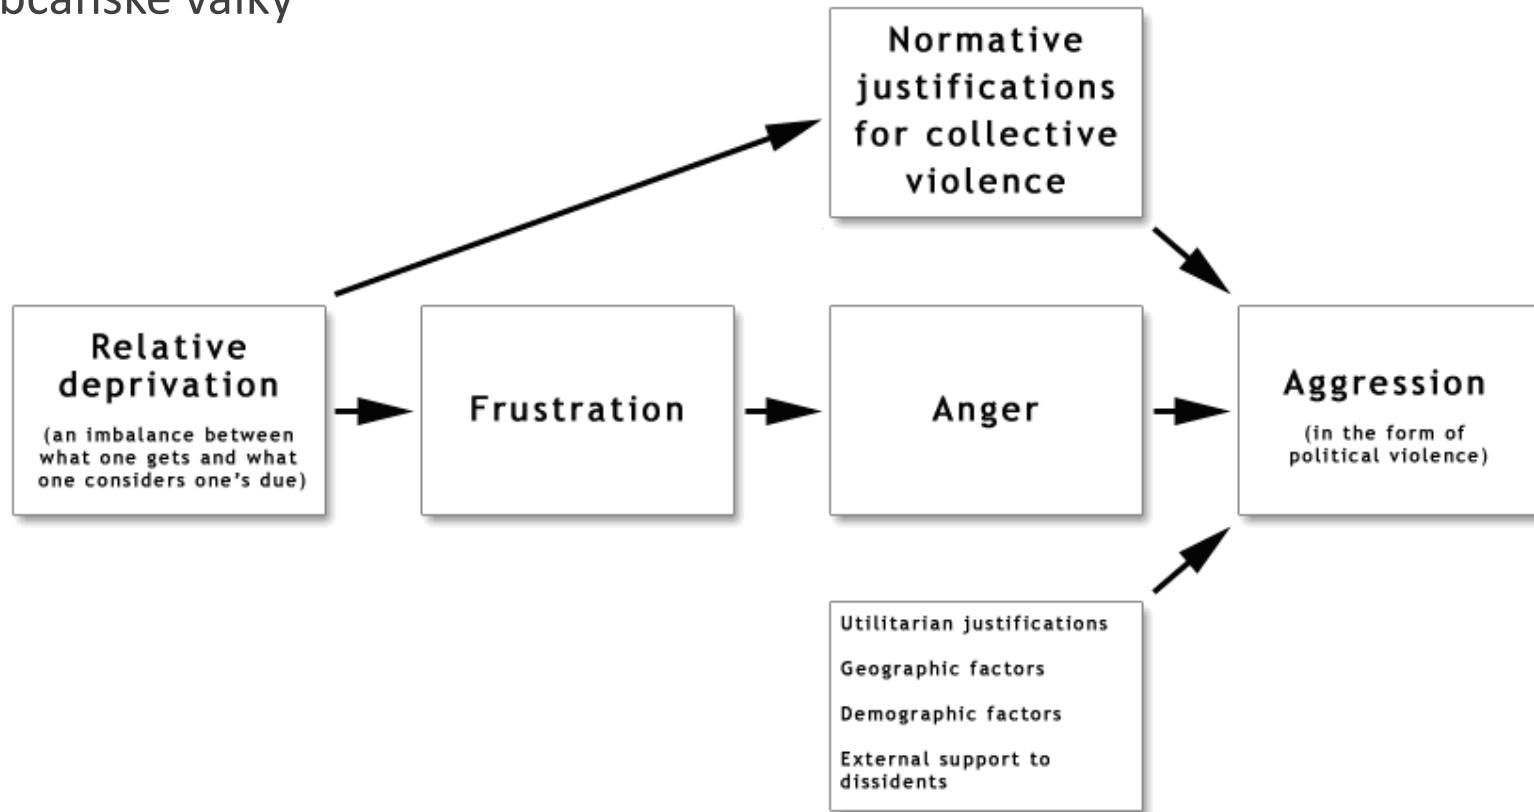 občanské války
Normative
justifications
for collective
violence
Relative
deprivation
(an imbalance between
what one gets and what
one considers one's due)
Frustration
Anger
Aggression
(in the form of
political violence)
Utilitarian justifications
Geographic factors
Demographic factors
External support to
dissidents